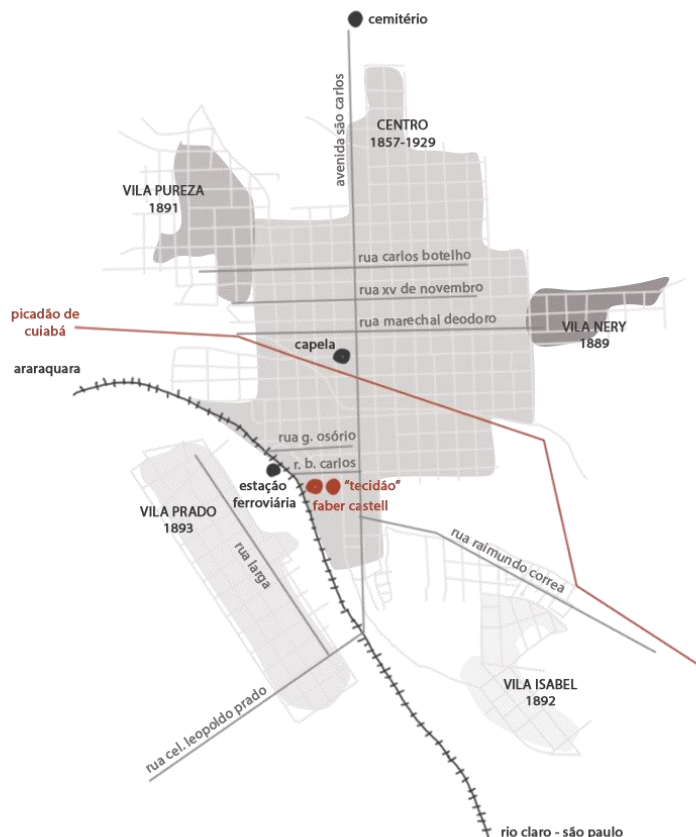 cemitério
avenida são carlos
CENTRO
1857-1929
VILA PUREZA
1891
rua carlos botelho
rua xv de novembro
picadão de
cuiabá
rua marechal deodoro
VILA NERY
1889
capela
araraquara
rua g. osório
r. b. carlos
estação
ferroviária
"tecidão"
faber castell
VILA PRADO
1893
rua larga
rua raimundo correa
VILA ISABEL
1892
rua cel. leopoldo prado
rio claro - são paulo